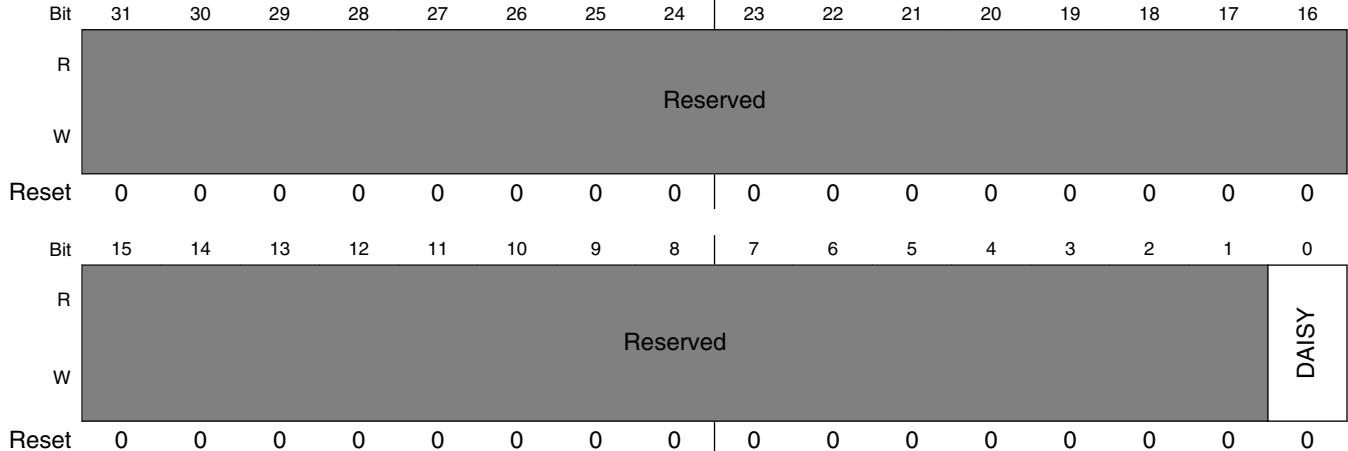 Bit 31 30 29 28 27 26 25 24 23 22 21 20 19 18 17 16
R
Reserved
W
Reset 0 0 0 0 0 0 0 0 0 0 0 0 0 0 0 0
Bit 15 14 13 12 11 10 9 8 7 6 5 4 3 2 1 0
R
Reserved DAISY
W
Reset 0 0 0 0 0 0 0 0 0 0 0 0 0 0 0 0